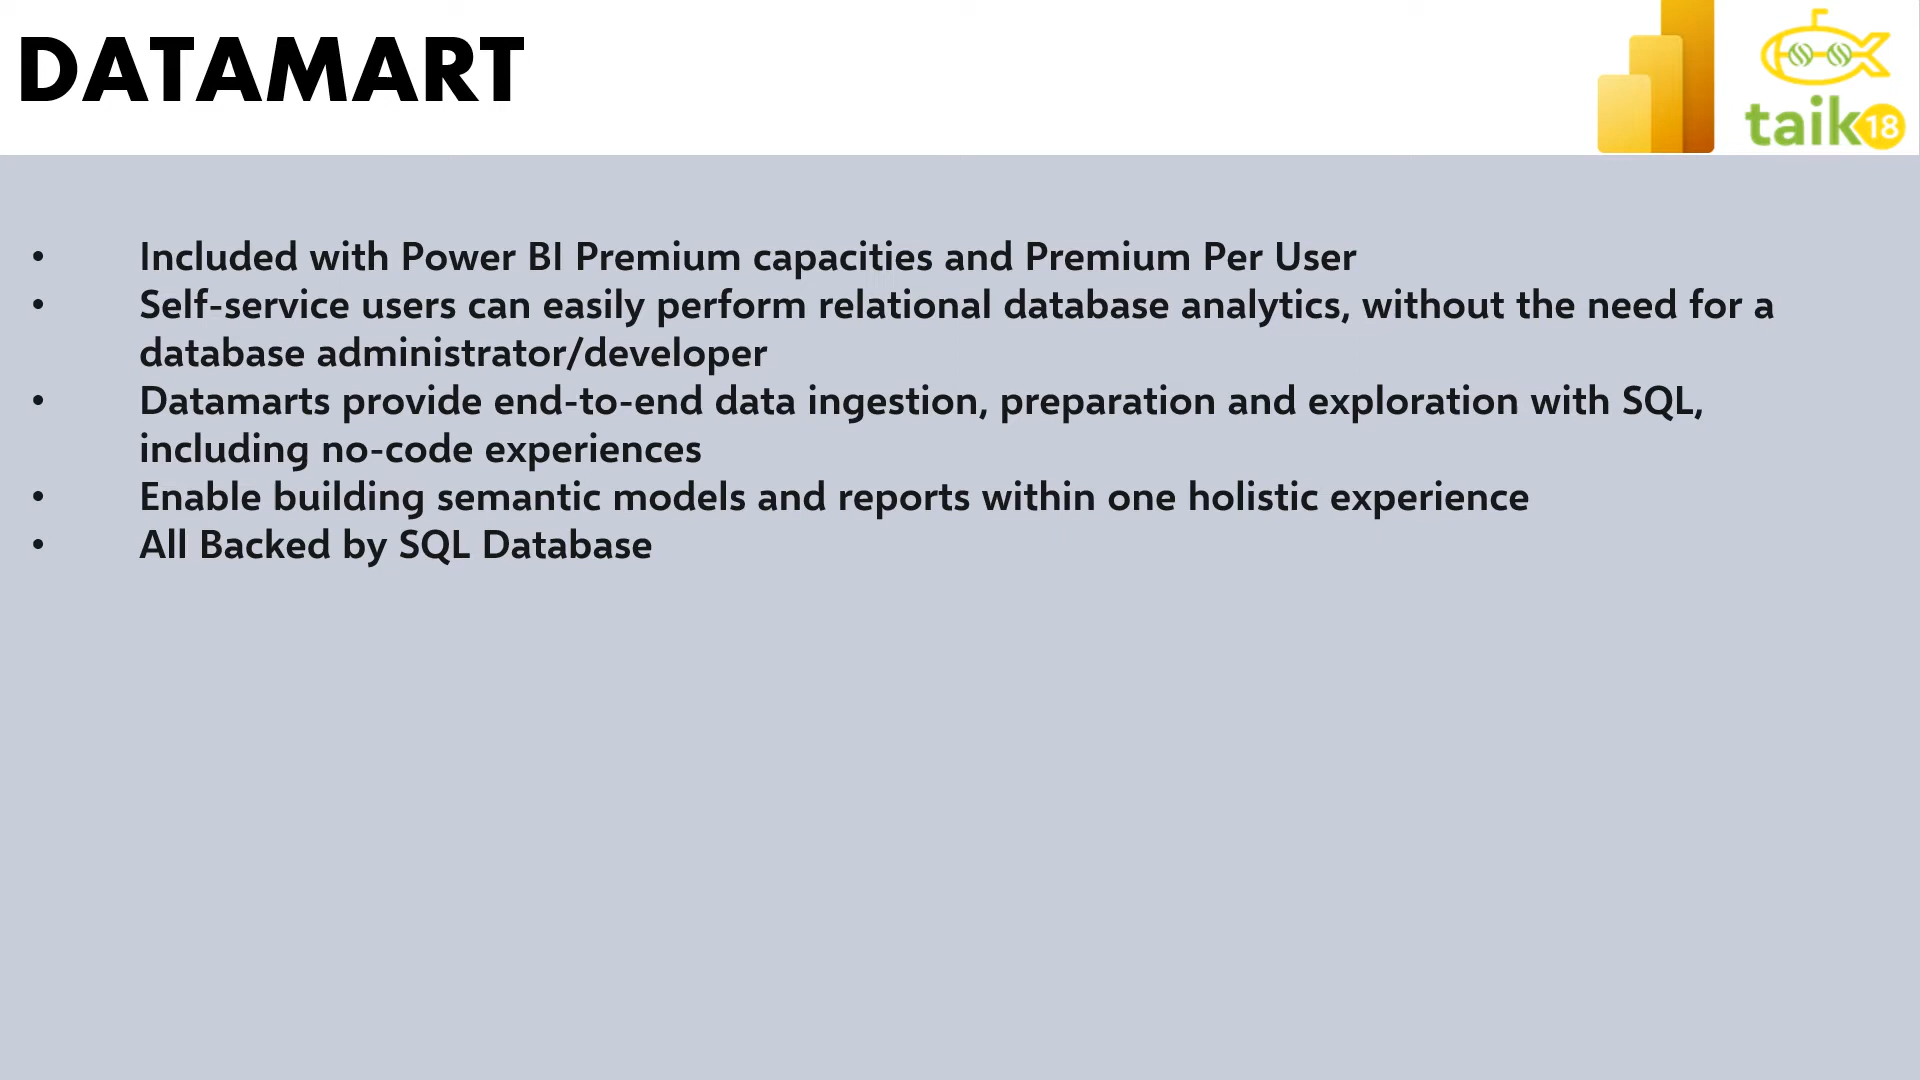 DATAMART
taik18
• Included with Power BI Premium capacities and Premium Per User
• Self-service users can easily perform relational database analytics, without the need for a
database administrator/developer
• Datamarts provide end-to-end data ingestion, preparation and exploration with SQL,
including no-code experiences
• Enable building semantic models and reports within one holistic experience
• All Backed by SQL Database